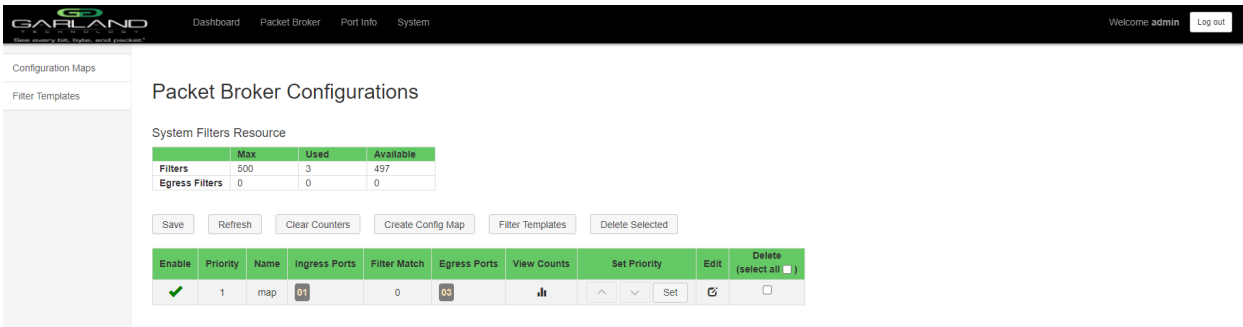 GARLAND
TECHNOLOGY
See every bit, byte, and packet®
Dashboard Packet Broker Port Info System
Welcome admin Log out
Configuration Maps
Filter Templates
Packet Broker Configurations
System Filters Resource
Max Used Available
Filters 500 3 497
Egress Filters 0 0 0
Save Refresh Clear Counters Create Config Map Filter Templates Delete Selected
Enable Priority Name Ingress Ports Filter Match Egress Ports View Counts Set Priority Edit Delete
(select all )
1 map 01 0 03 Set